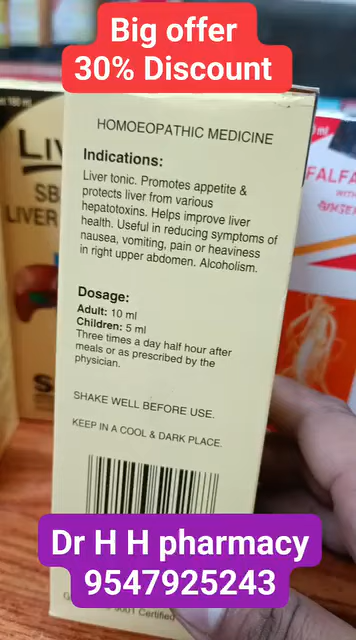 Big offer
30% Discount
HOMOEOPATHIC MEDICINE
Indications:
Liver tonic. Promotes appetite &
protects liver from various
hepatotoxins. Helps improve liver
health. Useful in reducing symptoms of
nausea, vomiting, pain or heaviness
in right upper abdomen. Alcoholism.
Dosage:
Adult: 10 ml
Children: 5 ml
Three times a day half hour after
meals or as prescribed by the
physician.
SHAKE WELL BEFORE USE.
KEEP IN A COOL & DARK PLACE.
LIVER
Dr H H pharmacy
9547925243
Certified